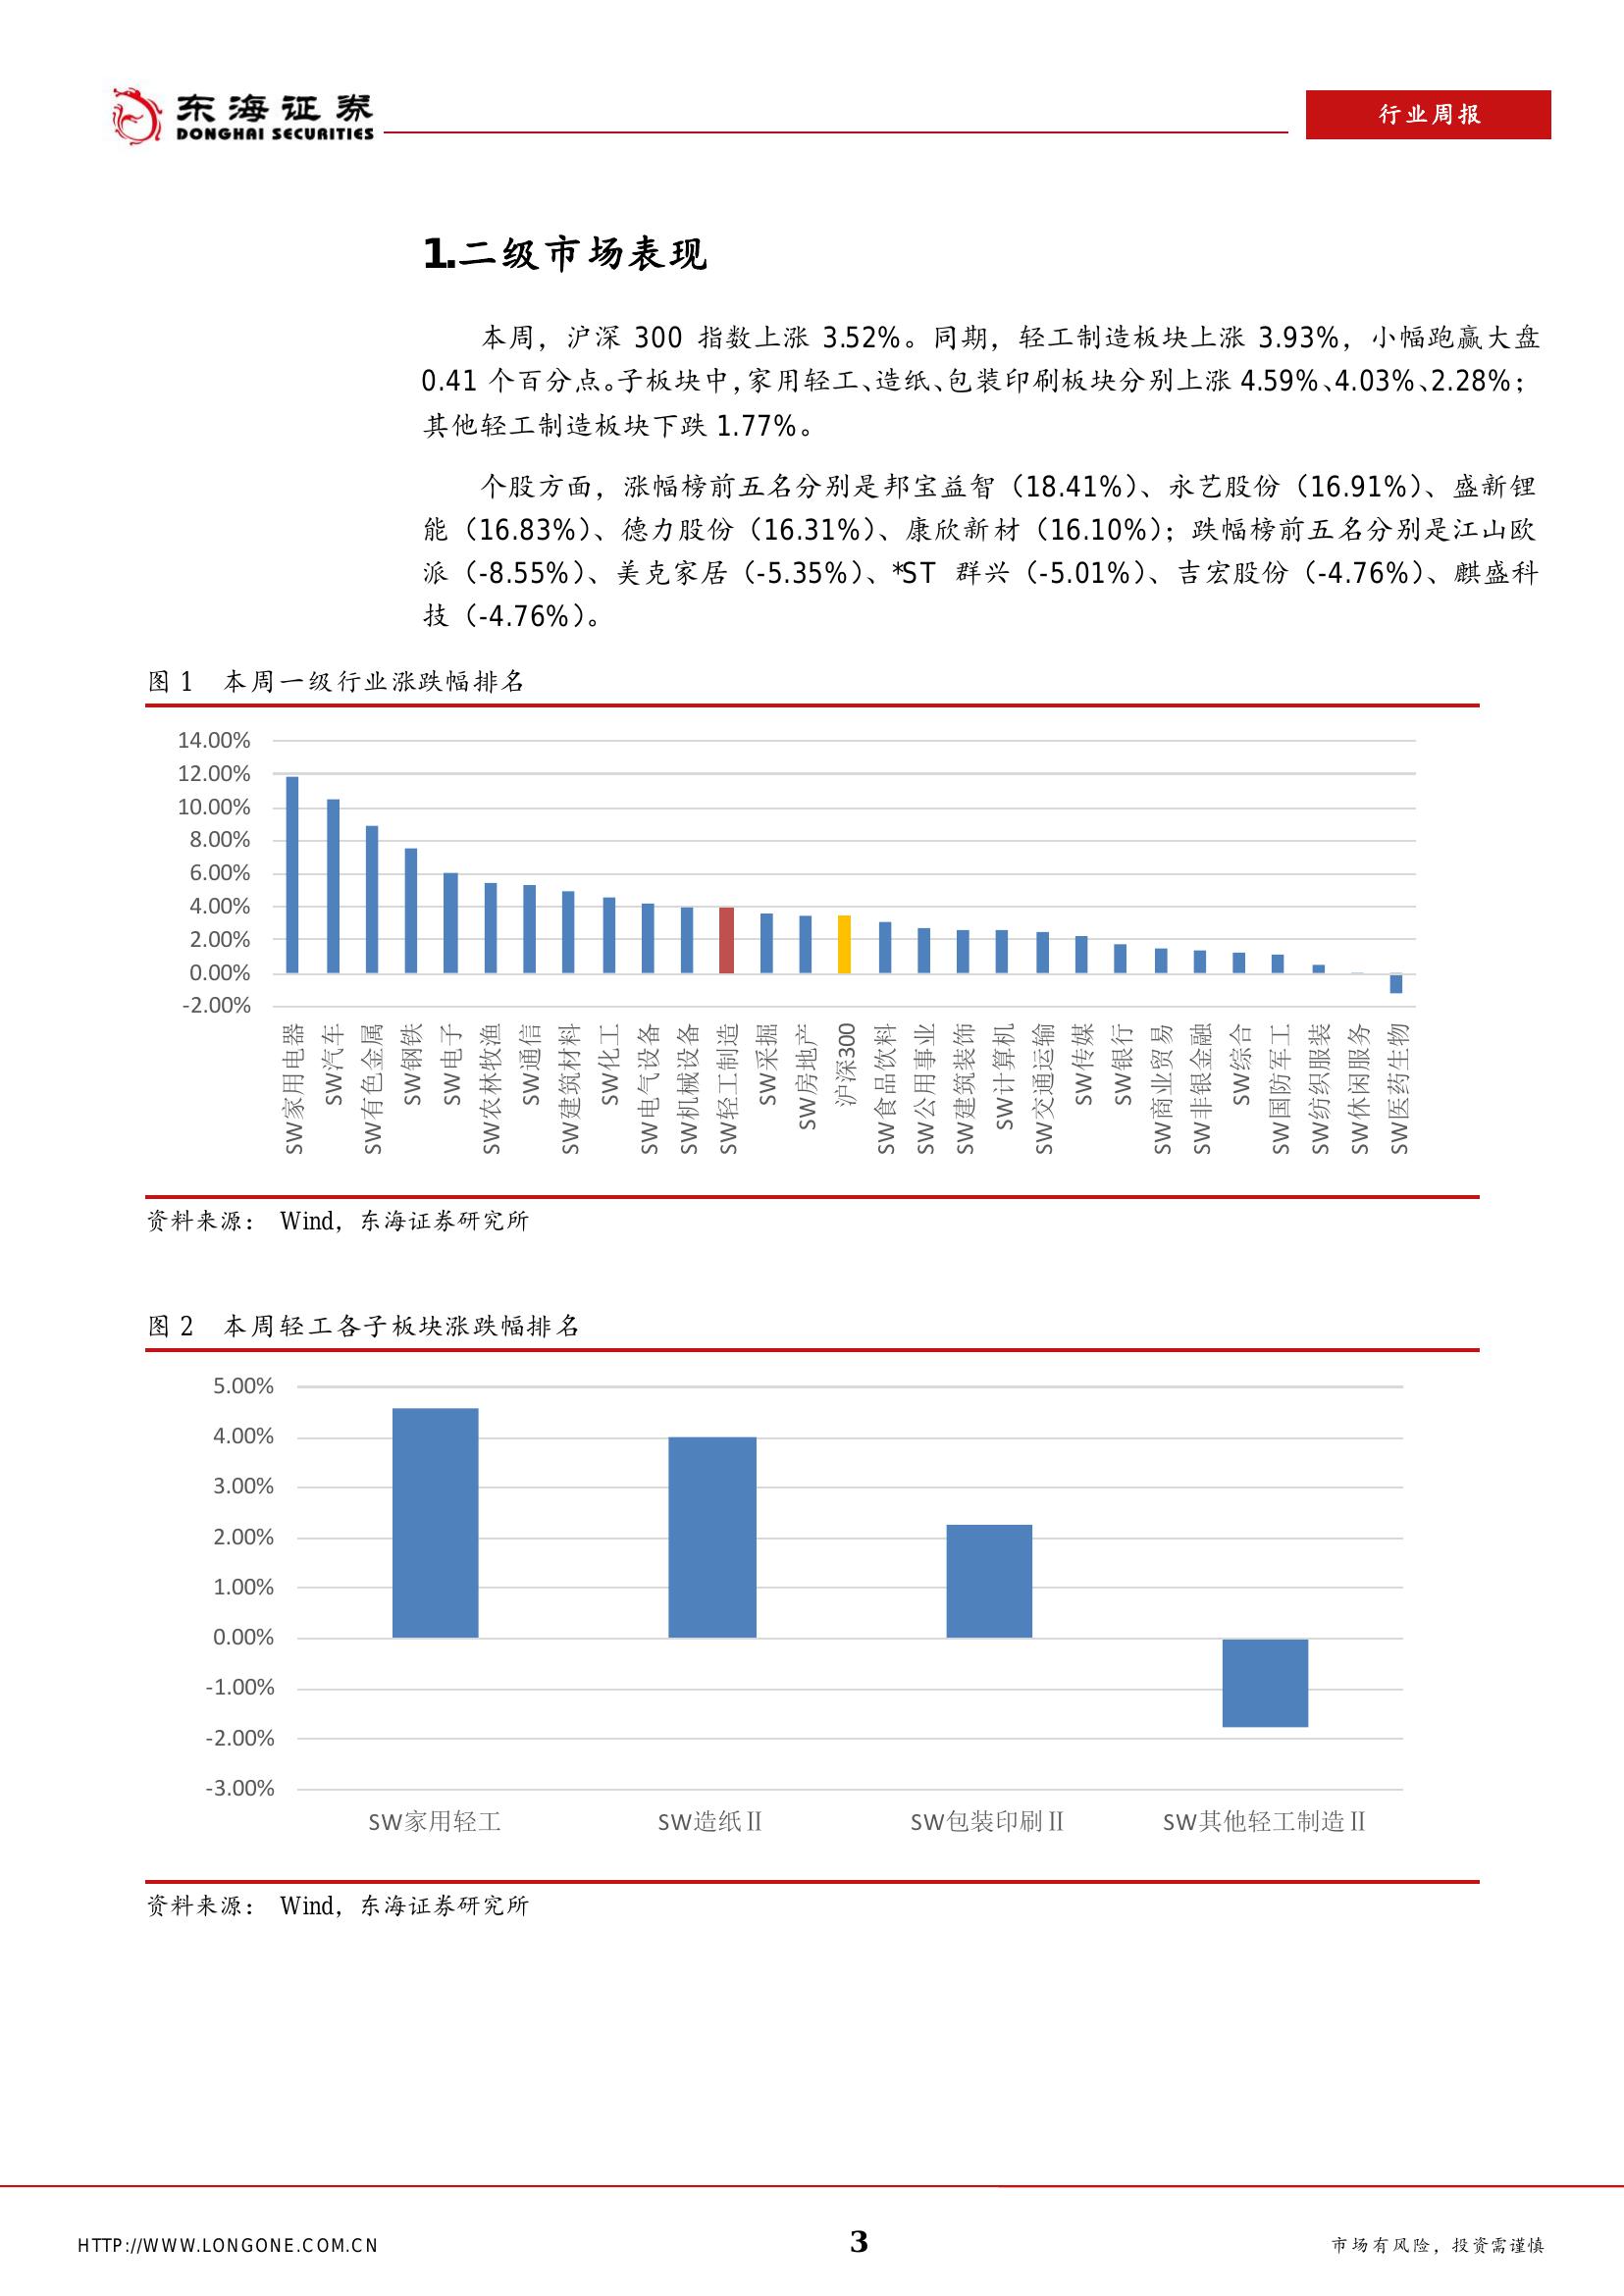 东海证券
DONGHAI SECURITIES
行业周报
1.二级市场表现
本周，沪深 300 指数上涨 3.52%。同期，轻工制造板块上涨 3.93%，小幅跑赢大盘
0.41 个百分点。子板块中，家用轻工、造纸、包装印刷板块分别上涨 4.59%、4.03%、2.28%；
其他轻工制造板块下跌 1.77%。
个股方面，涨幅榜前五名分别是邦宝益智（18.41%）、永艺股份（16.91%）、盛新锂
能（16.83%）、德力股份（16.31%）、康欣新材（16.10%）；跌幅榜前五名分别是江山欧
派（-8.55%）、美克家居（-5.35%）、*ST 群兴（-5.01%）、吉宏股份（-4.76%）、麒盛科
技（-4.76%）。
图 1 本周一级行业涨跌幅排名
14.00%
12.00%
10.00%
8.00%
6.00%
4.00%
2.00%
0.00%
-2.00%
SW家用电器
SW汽车
SW有色金属
SW钢铁
SW电子
SW农林牧渔
SW通信
SW建筑材料
SW化工
SW电气设备
SW机械设备
SW轻工制造
SW采掘
SW房地产
沪深300
SW食品饮料
SW公用事业
SW建筑装饰
SW计算机
SW交通运输
SW传媒
SW银行
SW商业贸易
SW非银金融
SW综合
SW国防军工
SW纺织服装
SW休闲服务
SW医药生物
资料来源： Wind，东海证券研究所
图 2 本周轻工各子板块涨跌幅排名
5.00%
4.00%
3.00%
2.00%
1.00%
0.00%
-1.00%
-2.00%
-3.00%
SW家用轻工
SW造纸Ⅱ
SW包装印刷Ⅱ
SW其他轻工制造Ⅱ
资料来源： Wind，东海证券研究所
HTTP://WWW.LONGONE.COM.CN
3
市场有风险，投资需谨慎